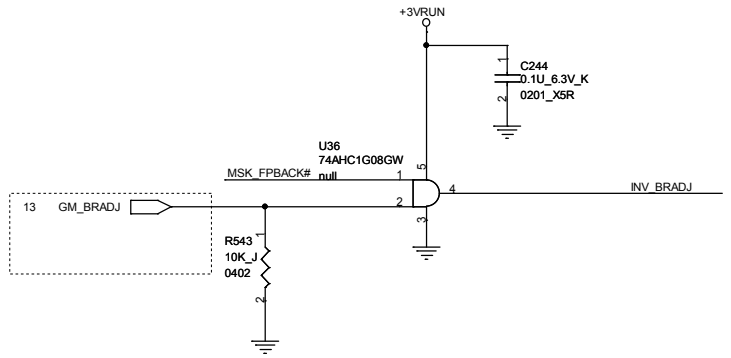 +3VRUN
1
C244
0.1U_6.3V_K
2
0201_X5R
U36
74AHC1G08GW
MSK_FPBACK#
null
1
5
4
INV_BRADJ
13
GM_BRADJ
2
3
1
R543
10K_J
0402
2